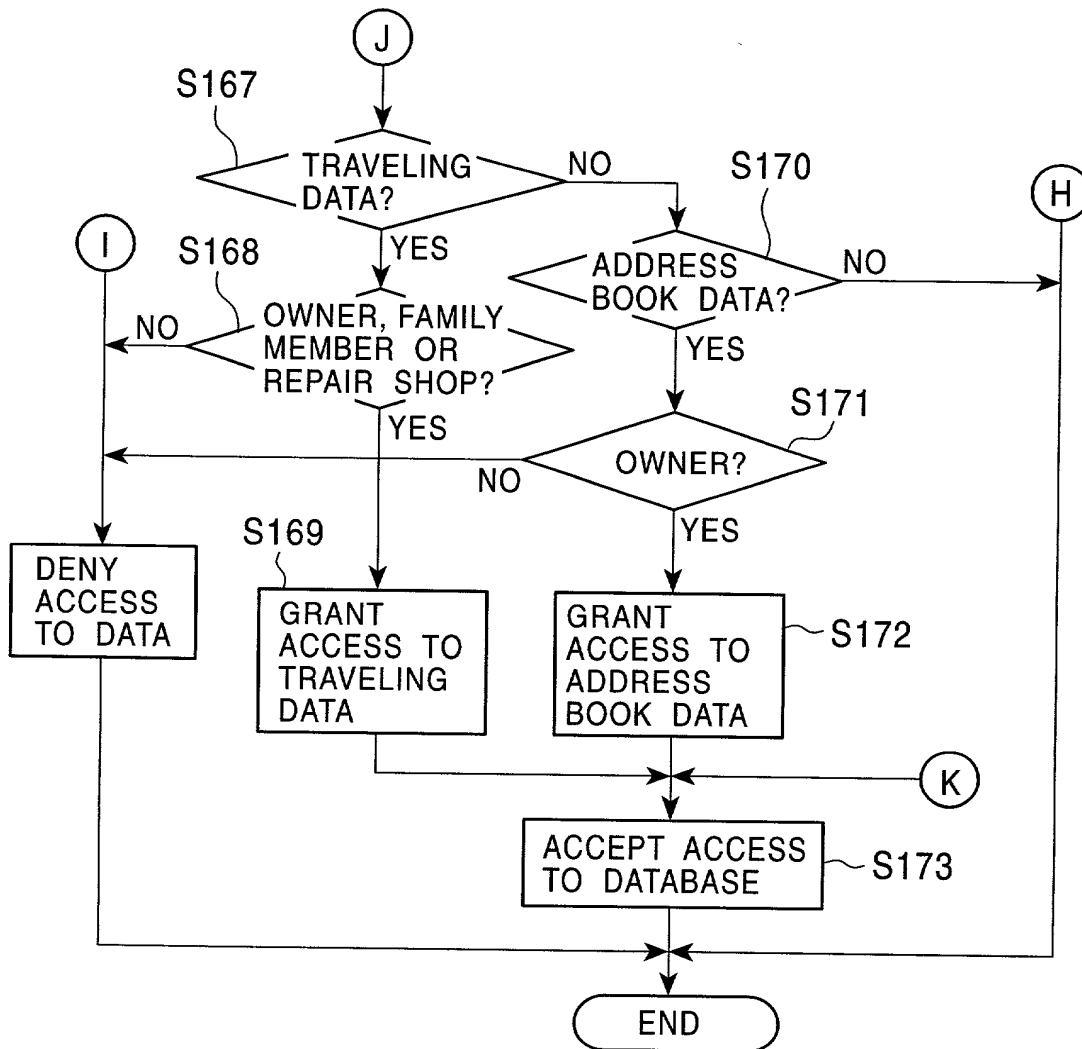 J
S167
TRAVELING
DATA?
NO
S170
H
I
S168
YES
ADDRESS
BOOK DATA?
NO
NO
OWNER, FAMILY
MEMBER OR
REPAIR SHOP?
YES
S171
YES
OWNER?
NO
YES
S169
DENY
ACCESS
TO DATA
GRANT
ACCESS TO
TRAVELING
DATA
GRANT
ACCESS TO
ADDRESS
BOOK DATA
S172
K
ACCEPT ACCESS
TO DATABASE
S173
END